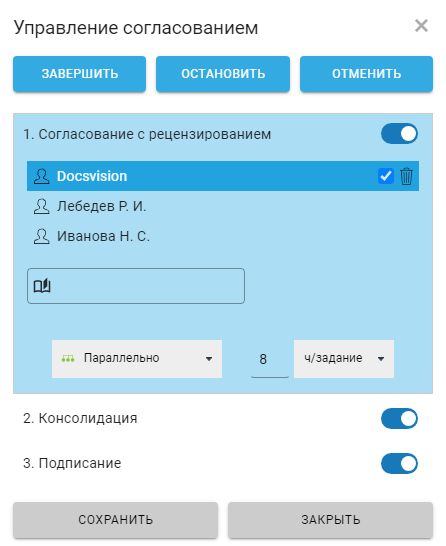 Управление согласованием
ЗАВЕРШИТЬ ОСТАНОВИТЬ ОТМЕНИТЬ
1. Согласование с рецензированием
Docsvision
Лебедев Р. И.
Иванова Н. С.
Параллельно 8 ч/задание
2. Консолидация
3. Подписание
СОХРАНИТЬ ЗАКРЫТЬ